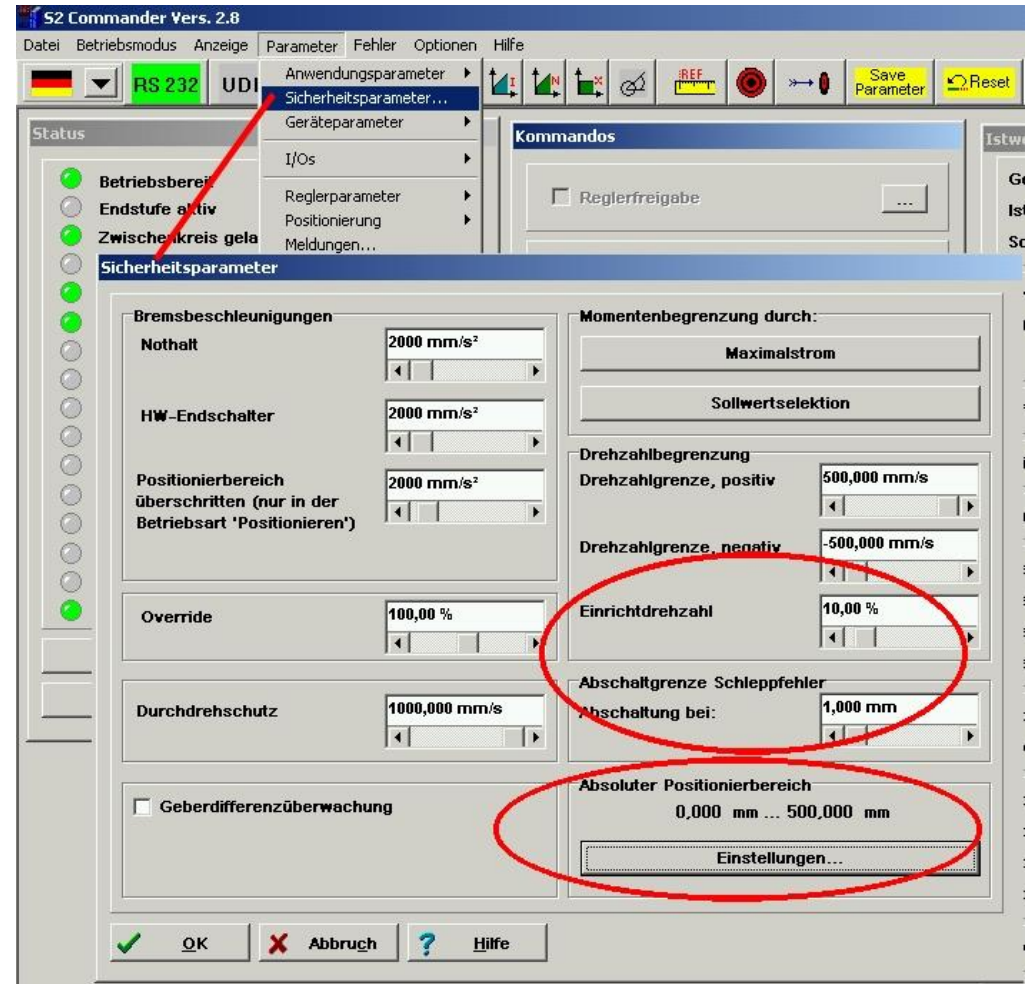 S2 Commander Vers. 2.8
Datei Betriebsmodus Anzeige Parameter Fehler Optionen Hilfe
RS 232
Save
Parameter
Reset
REF
Anwendungsparameter
Sicherheitsparameter...
Geräteparameter
I/Os
Reglerparameter
Positionierung
Meldungen...
Status
Betriebsbereit
Endstufe aktiv
Zwischenkreis gela
Kommandos
Reglerfreigabe
...
Sicherheitsparameter
Bremsbeschleunigungen
Nothalt
2000 mm/s²
HW-Endschalter
2000 mm/s²
Positionierbereich
überschritten (nur in der
Betriebsart 'Positionieren')
2000 mm/s²
Override
100,00 %
Durchdrehschutz
1000,000 mm/s
Geberdifferenzüberwachung
Momentenbegrenzung durch:
Maximalstrom
Sollwertselektion
Drehzahlbegrenzung
Drehzahlgrenze, positiv
500,000 mm/s
Drehzahlgrenze, negativ
-500,000 mm/s
Einrichtdrehzahl
10,00 %
Abschaltgrenze Schleppfehler
Abschaltung bei:
1,000 mm
Absoluter Positionierbereich
0,000 mm ... 500,000 mm
Einstellungen...
OK
Abbruch
Hilfe